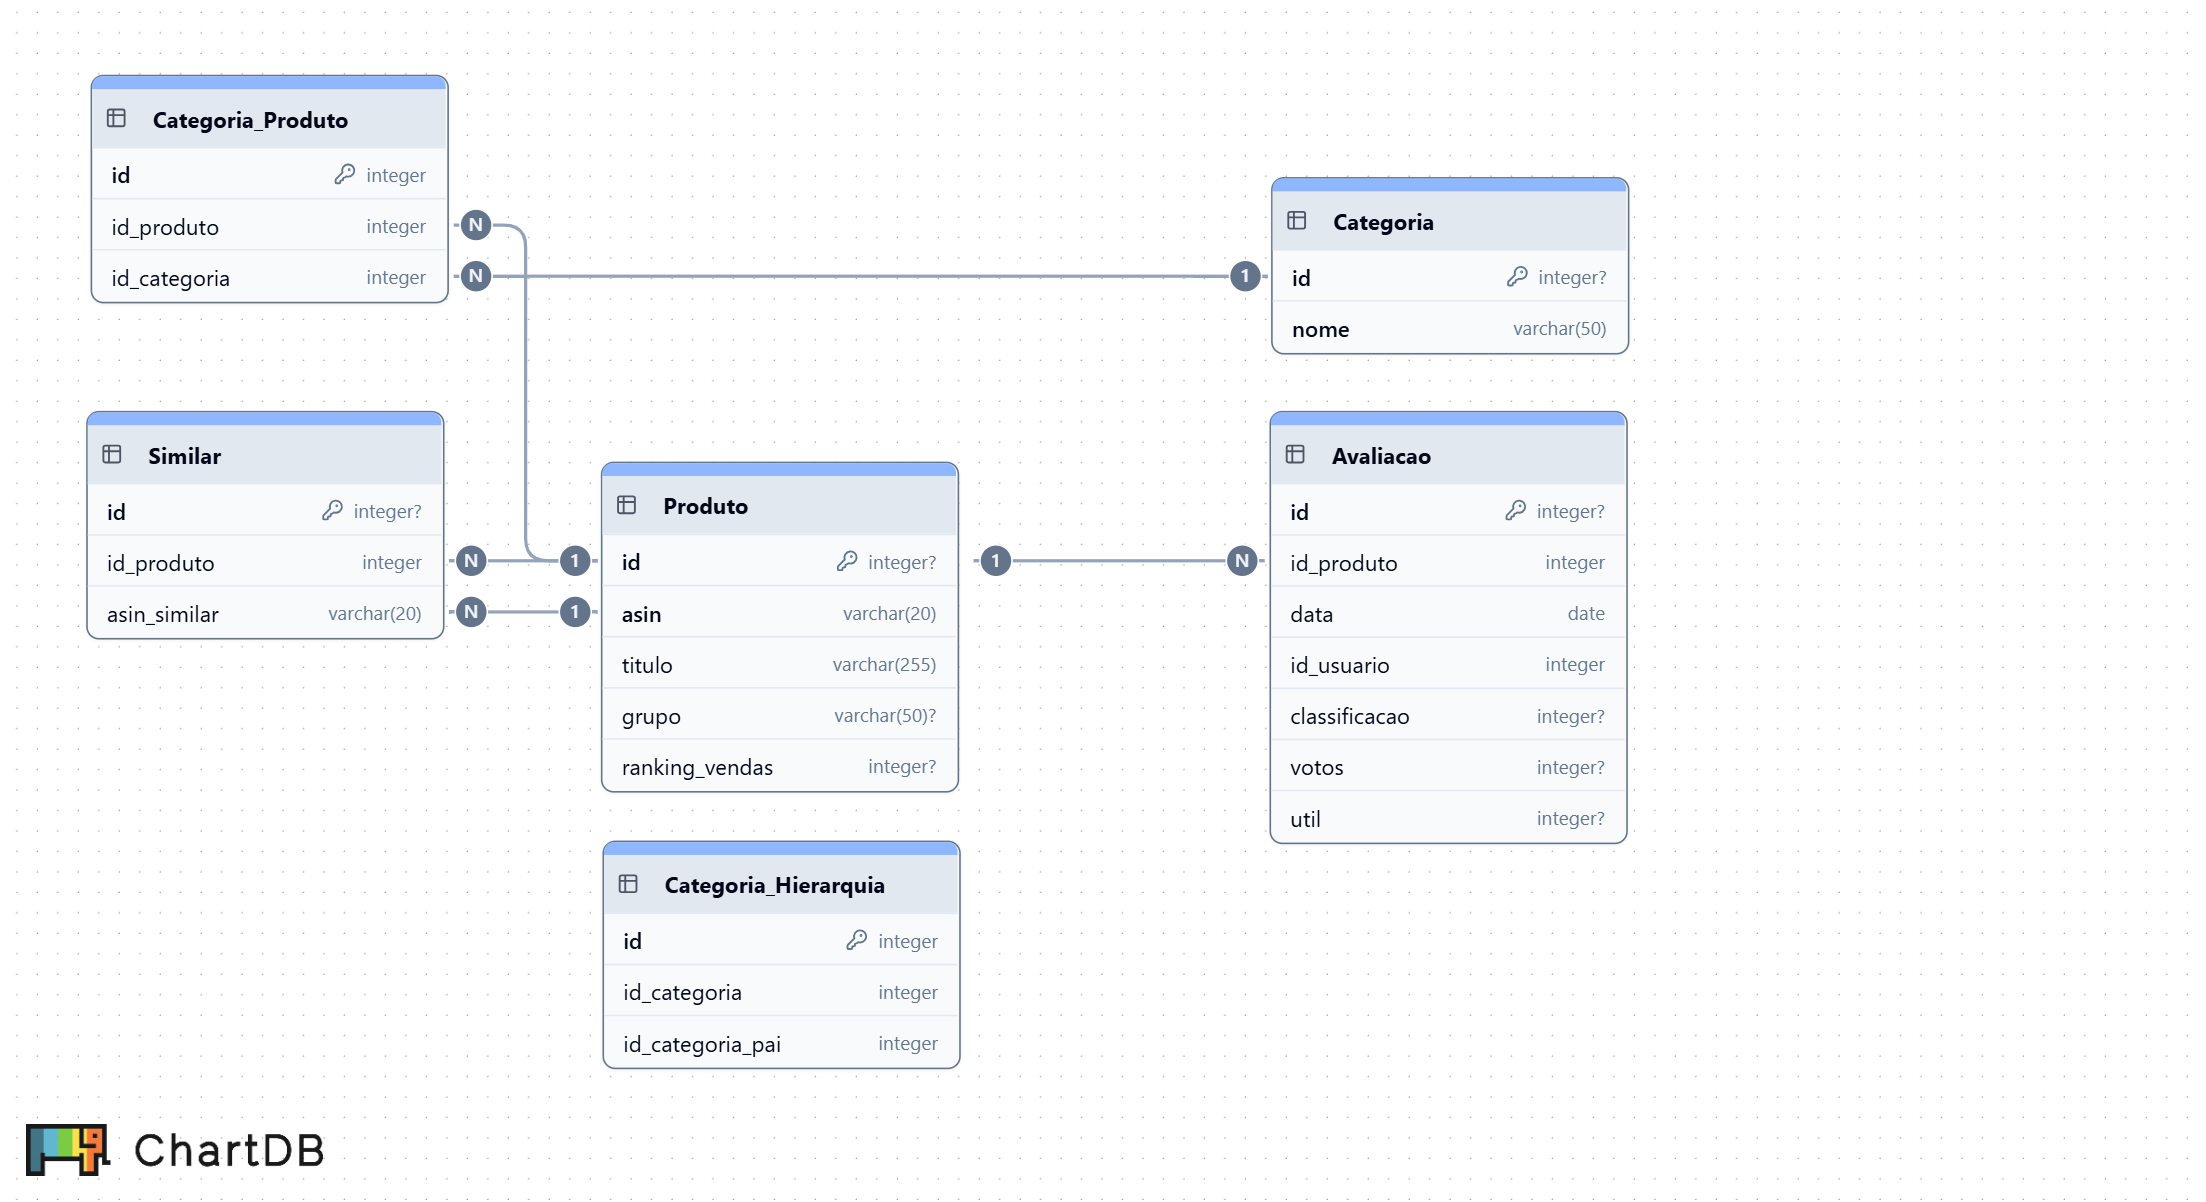 Categoria_Produto
id integer
id_produto integer
id_categoria integer
N
N
1
Categoria
id integer?
nome varchar(50)
Similar
id integer?
id_produto integer
asin_similar varchar(20)
N 1
N 1
Produto
id integer?
asin varchar(20)
titulo varchar(255)
grupo varchar(50)?
ranking_vendas integer?
1 N
Avaliacao
id integer?
id_produto integer
data date
id_usuario integer
classificacao integer?
votos integer?
util integer?
Categoria_Hierarquia
id integer
id_categoria integer
id_categoria_pai integer
ChartDB